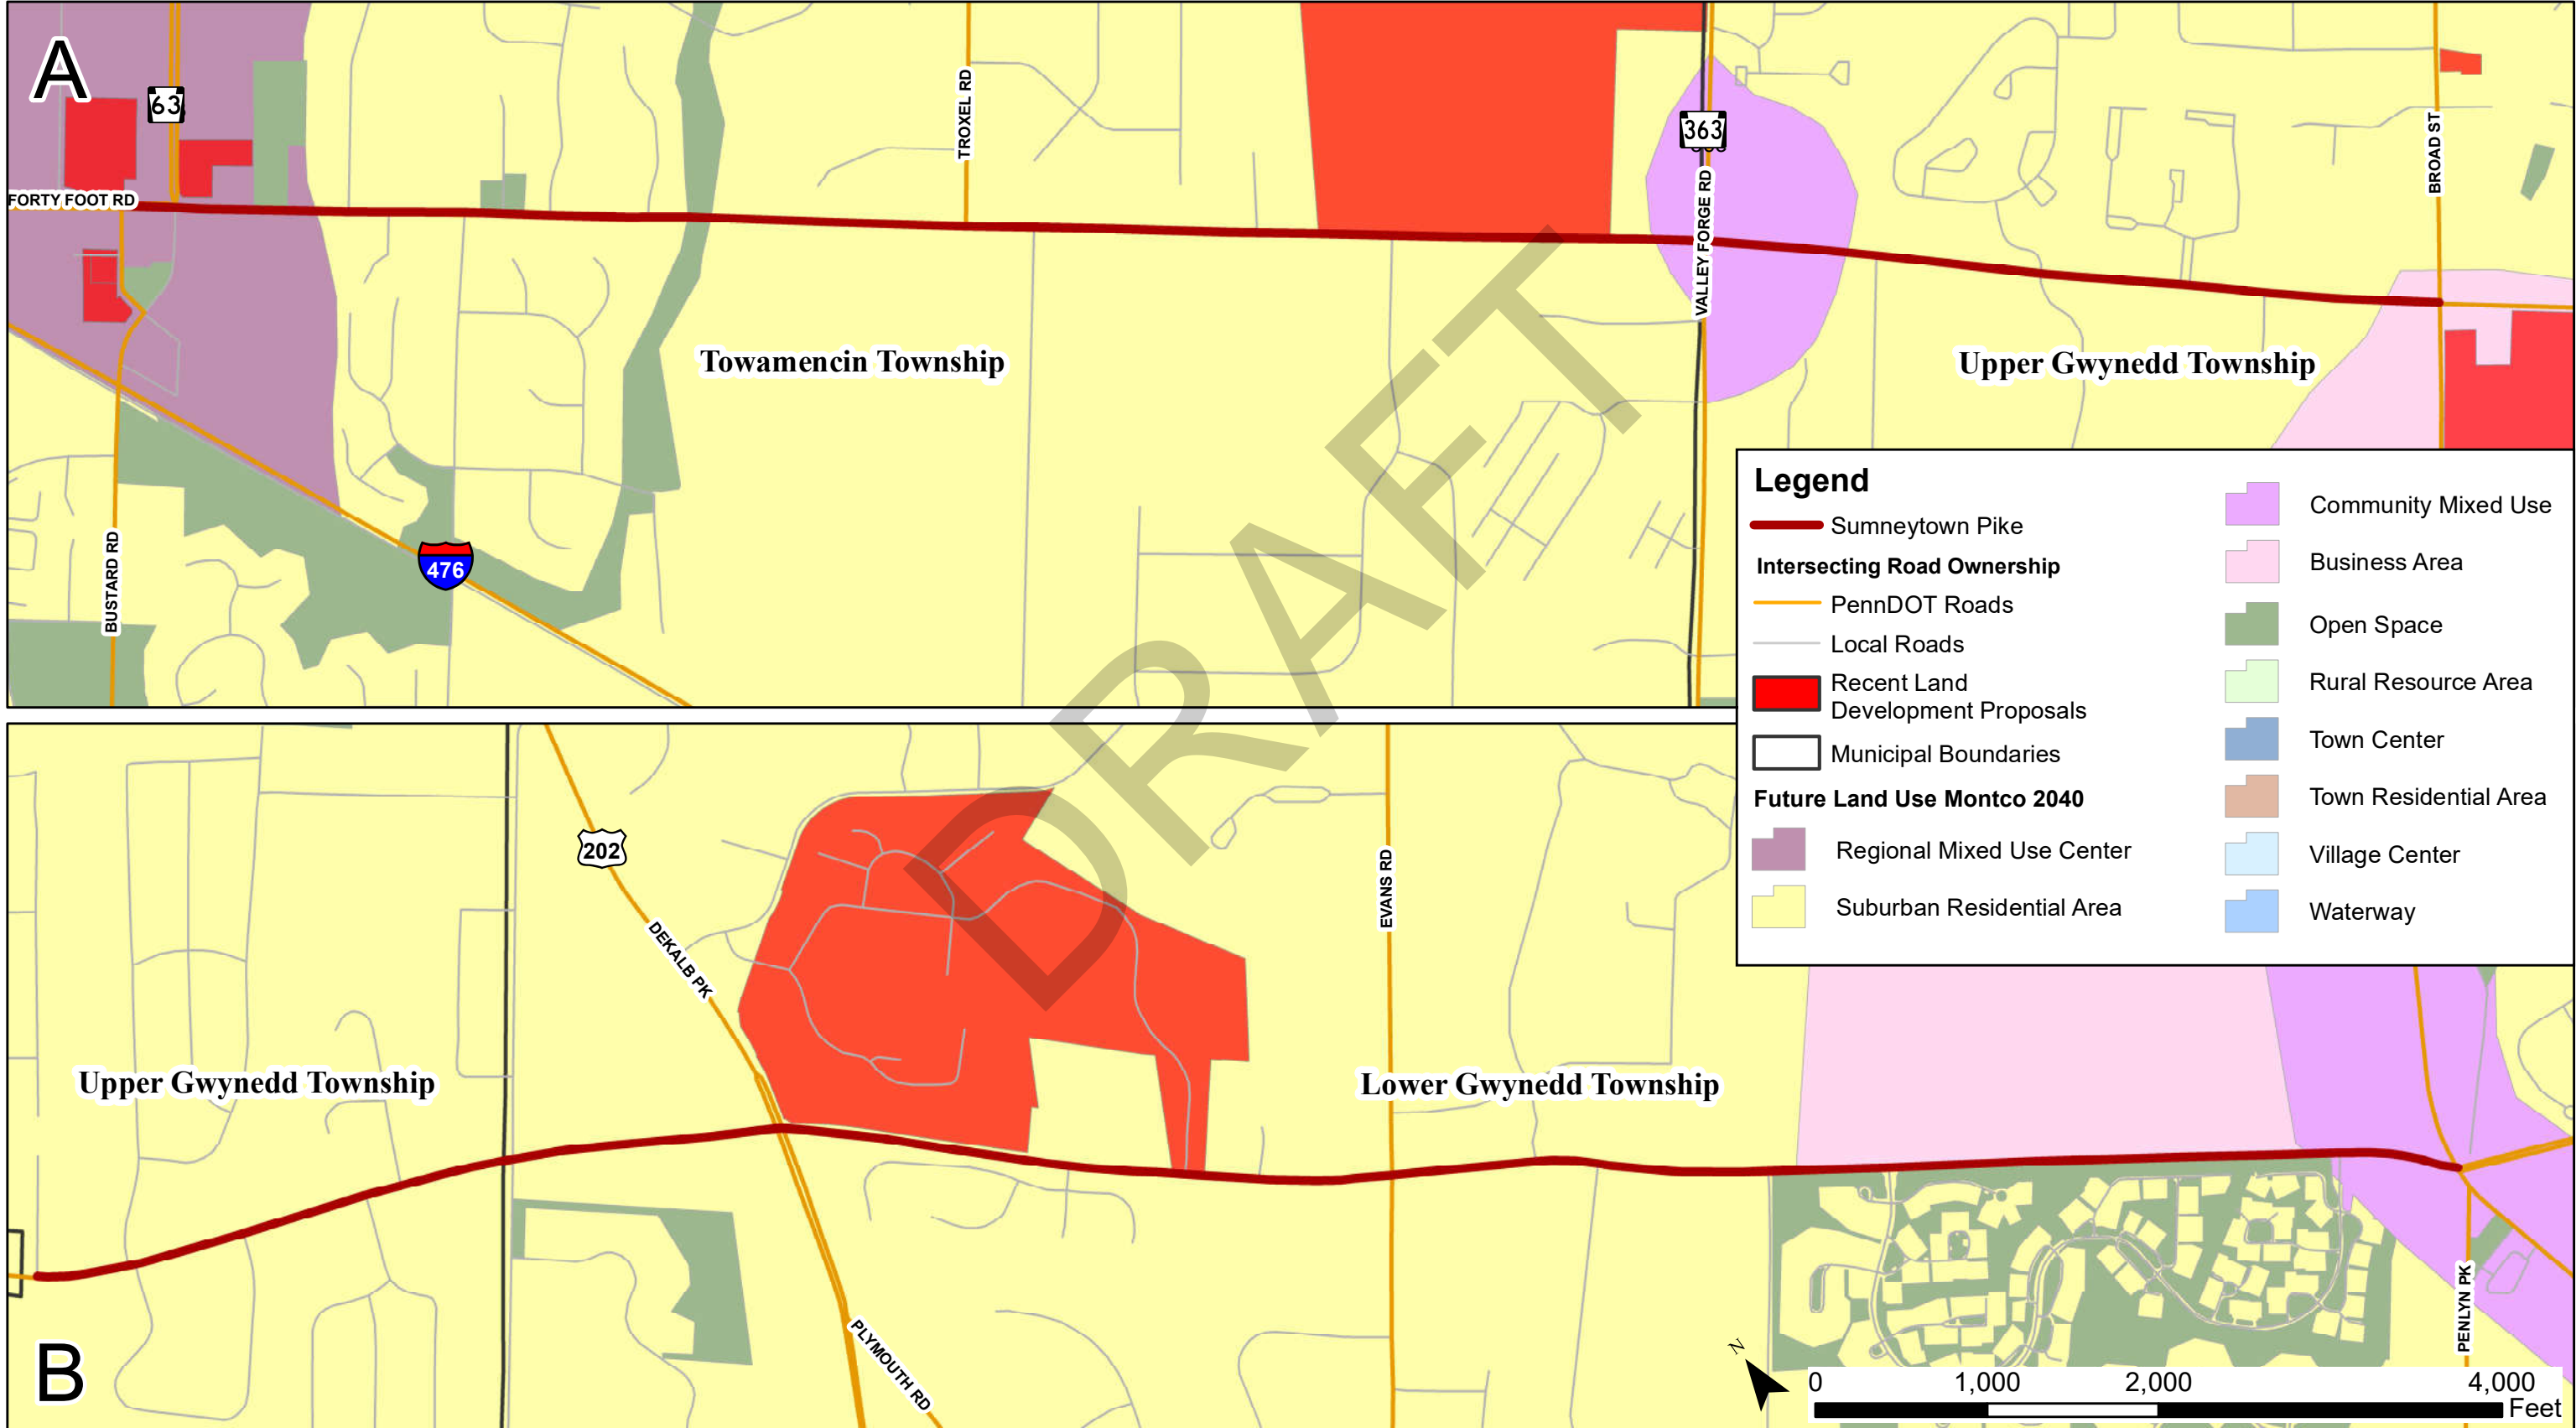 A
63
FORTY FOOT RD
TROXEL RD
363
VALLEY FORGE RD
BROAD ST
Towamencin Township
Upper Gwynedd Township
BUSTARD RD
476
DRAFT
Legend
Sumneytown Pike
Intersecting Road Ownership
PennDOT Roads
Local Roads
Recent Land
Development Proposals
Municipal Boundaries
Future Land Use Montco 2040
Regional Mixed Use Center
Suburban Residential Area
Community Mixed Use
Business Area
Open Space
Rural Resource Area
Town Center
Town Residential Area
Village Center
Waterway
202
DEKALB PK
EVANS RD
Upper Gwynedd Township
Lower Gwynedd Township
PLYMOUTH RD
PENLYN PK
B
N
0 1,000 2,000 4,000
Feet